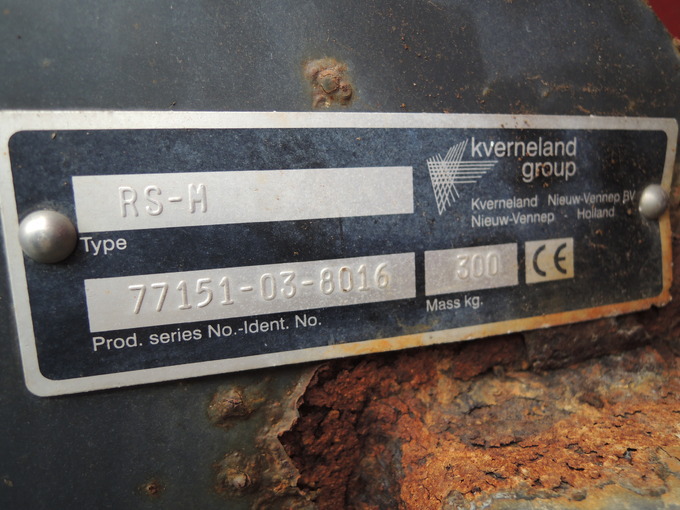 kverneland
group
RS-M
Type
Kverneland Nieuw-Vennep BV
Nieuw-Vennep Holland
77151-03-8016
Prod. series No.-Ident. No.
300
Mass kg.
CE